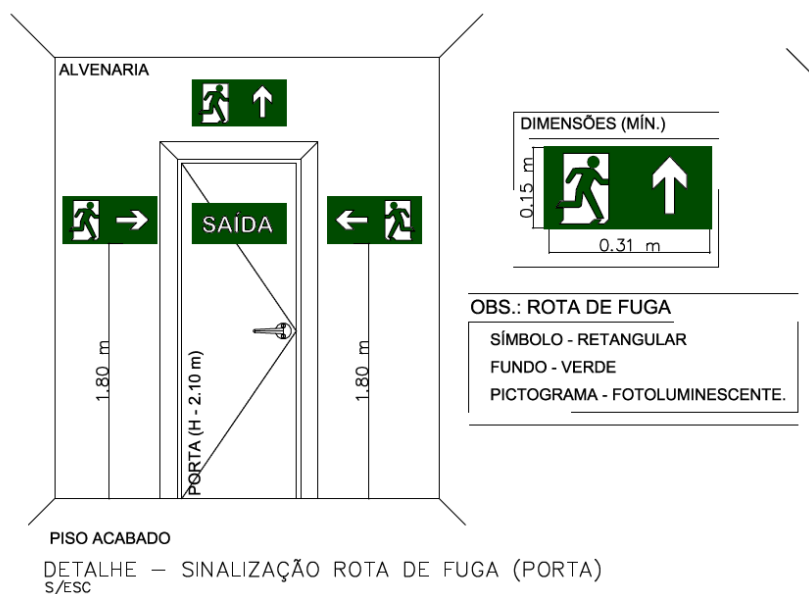 ALVENARIA
SAÍDA
1.80 m
PORTA (H - 2.10 m)
1.80 m
PISO ACABADO
DETALHE — SINALIZAÇÃO ROTA DE FUGA (PORTA)
S/ESC
DIMENSÕES (MÍN.)
0.15 m
0.31 m
OBS.: ROTA DE FUGA
SÍMBOLO - RETANGULAR
FUNDO - VERDE
PICTOGRAMA - FOTOLUMINESCENTE.